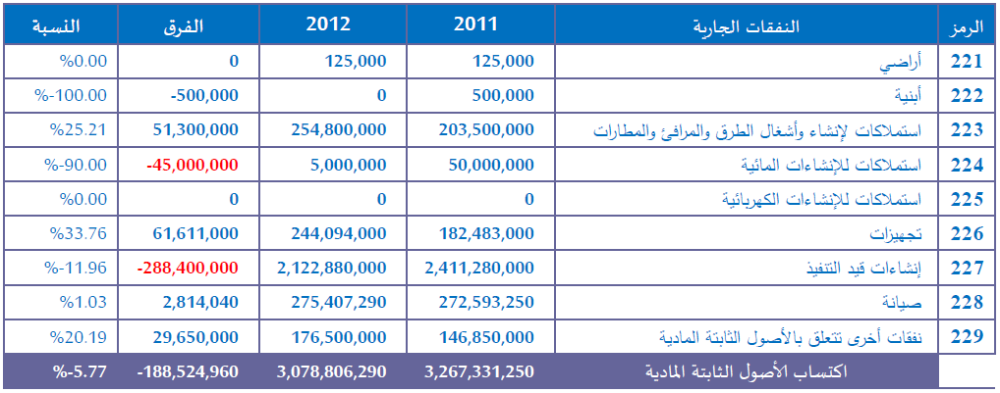 الرمز النفقات الجارية 2011 2012 الفرق النسبة
221 أراضي 125,000 125,000 0 %0.00
222 أبنية 500,000 0 -500,000 %-100.00
223 استملاكات لإنشاء وأشغال الطرق والمرافئ والمطارات 203,500,000 254,800,000 51,300,000 %25.21
224 استملاكات للإنشاءات المائية 50,000,000 5,000,000 -45,000,000 %-90.00
225 استملاكات للإنشاءات الكهربائية 0 0 0 %0.00
226 تجهيزات 182,483,000 244,094,000 61,611,000 %33.76
227 إنشاءات قيد التنفيذ 2,411,280,000 2,122,880,000 -288,400,000 %-11.96
228 صيانة 272,593,250 275,407,290 2,814,040 %1.03
229 نفقات أخرى تتعلق بالأصول الثابتة المادية 146,850,000 176,500,000 29,650,000 %20.19
اكتساب الأصول الثابتة المادية 3,267,331,250 3,078,806,290 -188,524,960 %-5.77